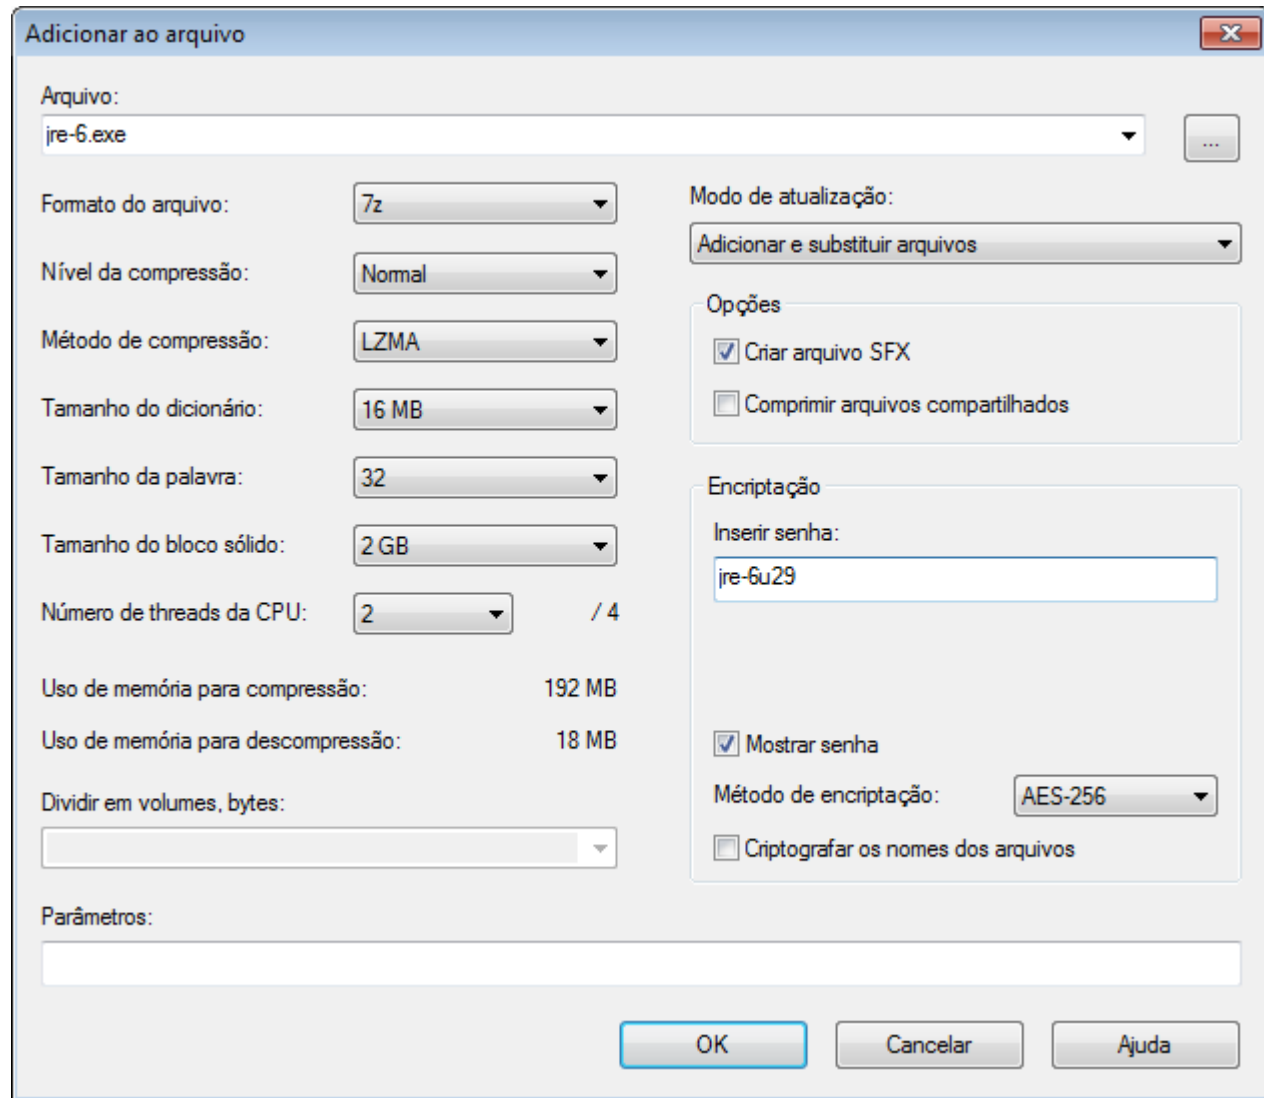 Adicionar ao arquivo
Arquivo:
jre-6.exe
...
Formato do arquivo: 7z
Nível da compressão: Normal
Método de compressão: LZMA
Tamanho do dicionário: 16 MB
Tamanho da palavra: 32
Tamanho do bloco sólido: 2 GB
Número de threads da CPU: 2 / 4
Uso de memória para compressão: 192 MB
Uso de memória para descompressão: 18 MB
Dividir em volumes, bytes:
Modo de atualização:
Adicionar e substituir arquivos
Opções
Criar arquivo SFX
Comprimir arquivos compartilhados
Encriptação
Inserir senha:
jre-6u29
Mostrar senha
Método de encriptação: AES-256
Criptografar os nomes dos arquivos
Parâmetros:
OK Cancelar Ajuda